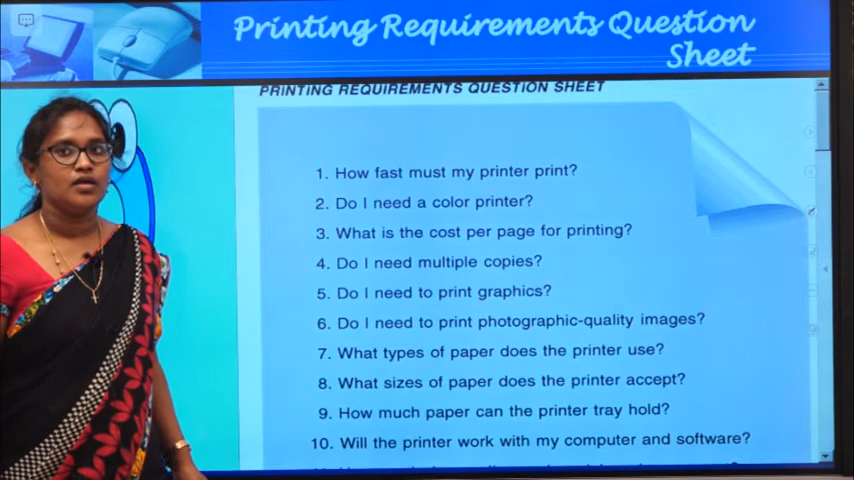 Printing Requirements Question
Sheet
PRINTING REQUIREMENTS QUESTION SHEET
1. How fast must my printer print?
2. Do I need a color printer?
3. What is the cost per page for printing?
4. Do I need multiple copies?
5. Do I need to print graphics?
6. Do I need to print photographic-quality images?
7. What types of paper does the printer use?
8. What sizes of paper does the printer accept?
9. How much paper can the printer tray hold?
10. Will the printer work with my computer and software?